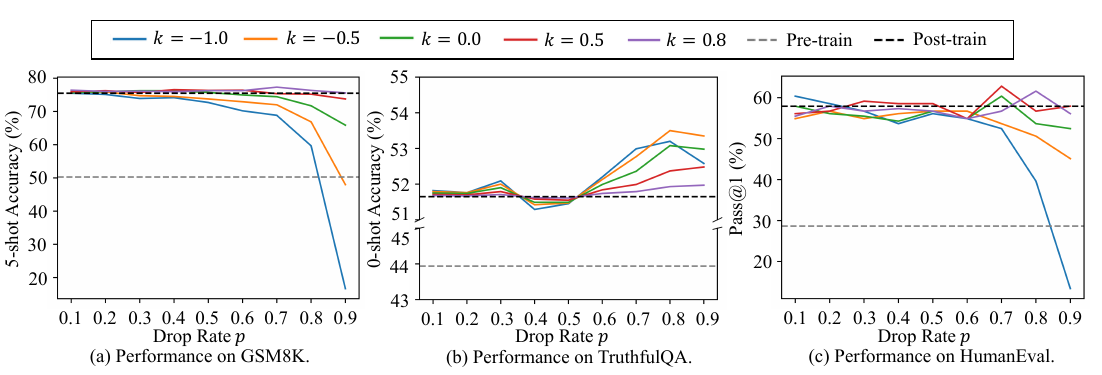 k = −1.0 k = −0.5 k = 0.0 k = 0.5 k = 0.8 Pre-train Post-train
80
70
60
50
40
30
20
5-shot Accuracy (%)
0.1 0.2 0.3 0.4 0.5 0.6 0.7 0.8 0.9
Drop Rate p
(a) Performance on GSM8K.
55
54
53
52
51
45
44
43
0-shot Accuracy (%)
0.1 0.2 0.3 0.4 0.5 0.6 0.7 0.8 0.9
Drop Rate p
(b) Performance on TruthfulQA.
60
50
40
30
20
Pass@1 (%)
0.1 0.2 0.3 0.4 0.5 0.6 0.7 0.8 0.9
Drop Rate p
(c) Performance on HumanEval.